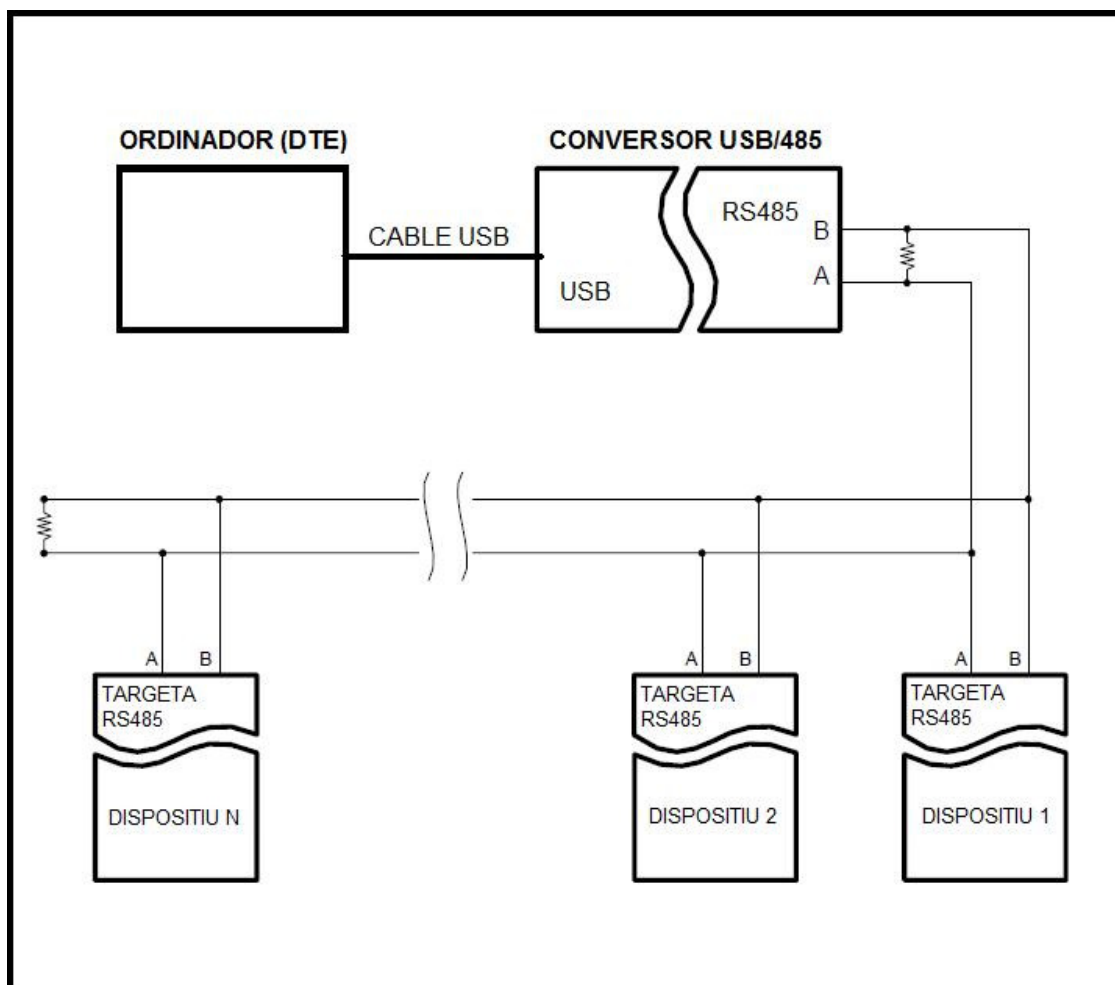 ORDINADOR (DTE)
CONVERSOR USB/485
CABLE USB
USB
RS485
B
A
A B
TARGETA
RS485
DISPOSITIU N
A B
TARGETA
RS485
DISPOSITIU 2
A B
TARGETA
RS485
DISPOSITIU 1